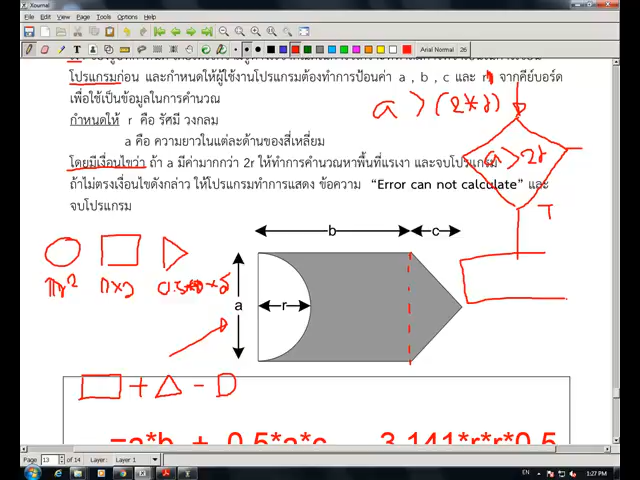 Xournal
File Edit View Page Tools Options Help
Arial Normal 26
โปรแกรมก่อน และกำหนดให้ผู้ใช้งานโปรแกรมต้องทำการป้อนค่า a , b , c และ r จากคีย์บอร์ด
เพื่อใช้เป็นข้อมูลในการคำนวณ
a > (2*r)
กำหนดให้ r คือ รัศมี วงกลม
a คือ ความยาวในแต่ละด้านของสี่เหลี่ยม
a > 2r
โดยมีเงื่อนไขว่า ถ้า a มีค่ามากกว่า 2r ให้ทำการคำนวณหาพื้นที่แรเงา และจบโปรแกรม
ถ้าไม่ตรงเงื่อนไขดังกล่าว ให้โปรแกรมทำการแสดง ข้อความ “Error can not calculate” และ
จบโปรแกรม
T
b c
a r
+ -
=a*b + 0.5*a*c 3.141*r*r*0.5
Page 13 of 14 Layer: Layer 1
EN 1:27 PM